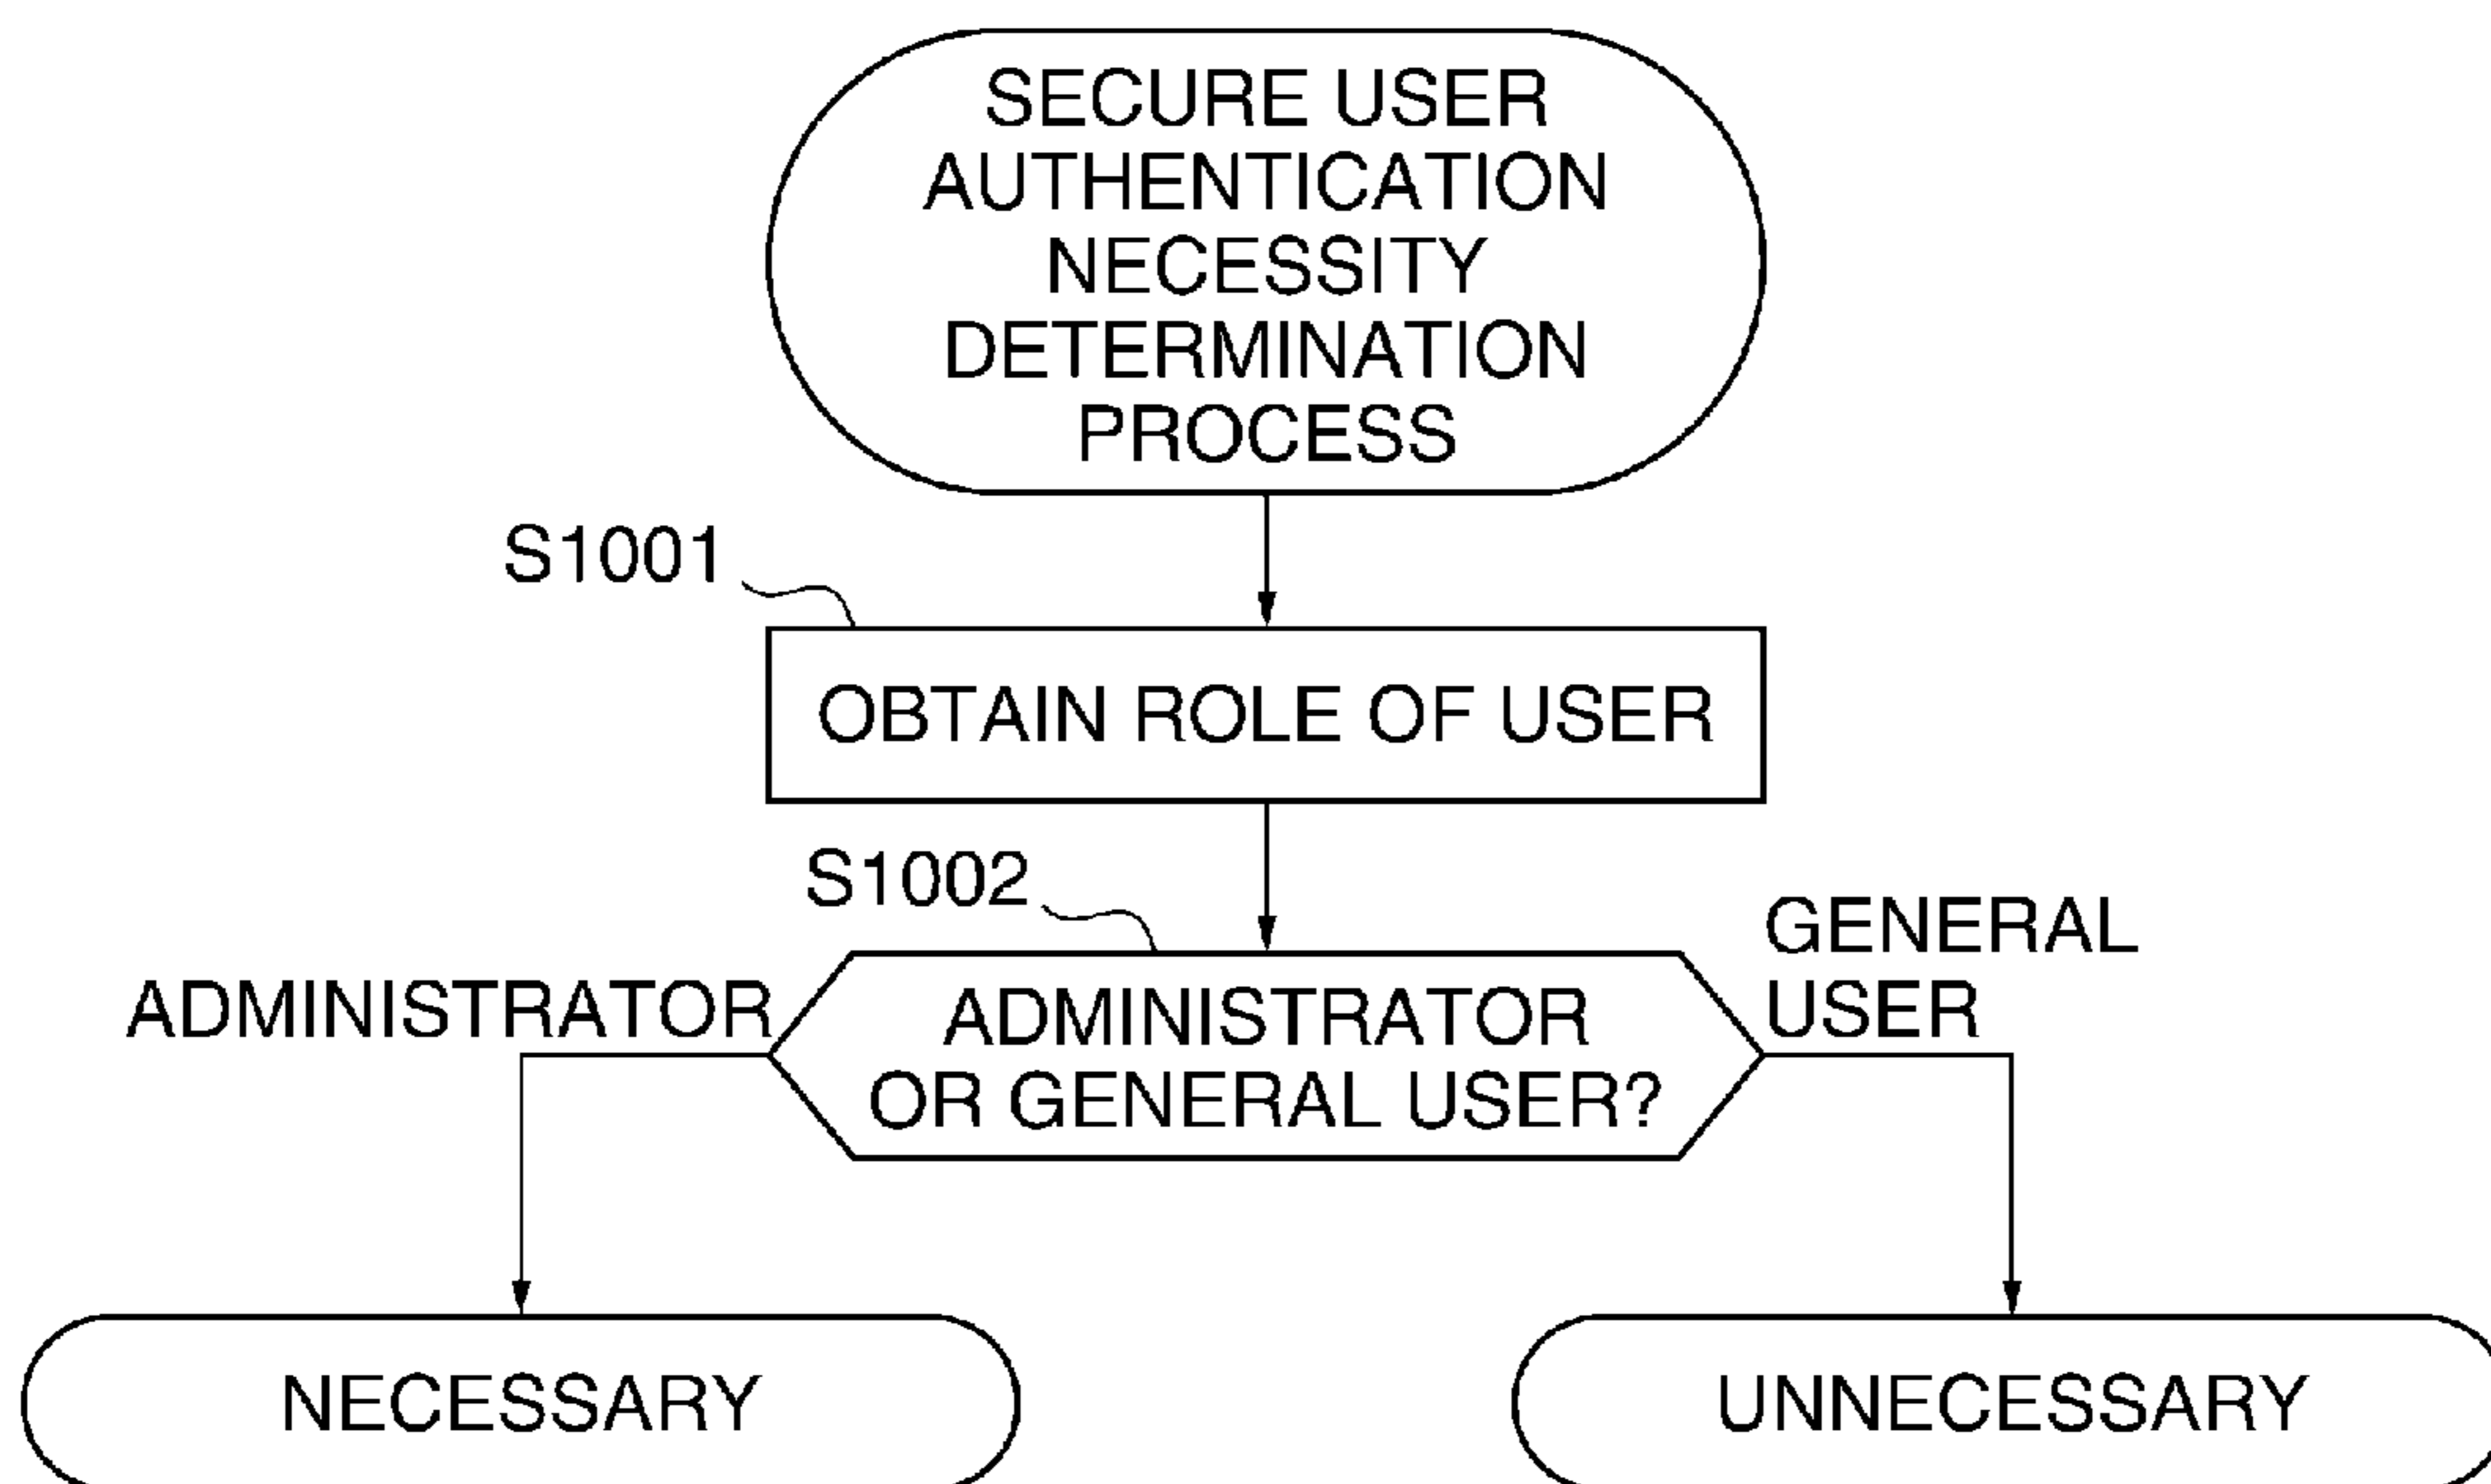 SECURE USER
AUTHENTICATION
NECESSITY
DETERMINATION
PROCESS
S1001
OBTAIN ROLE OF USER
S1002
GENERAL
USER
ADMINISTRATOR
ADMINISTRATOR
OR GENERAL USER?
NECESSARY
UNNECESSARY